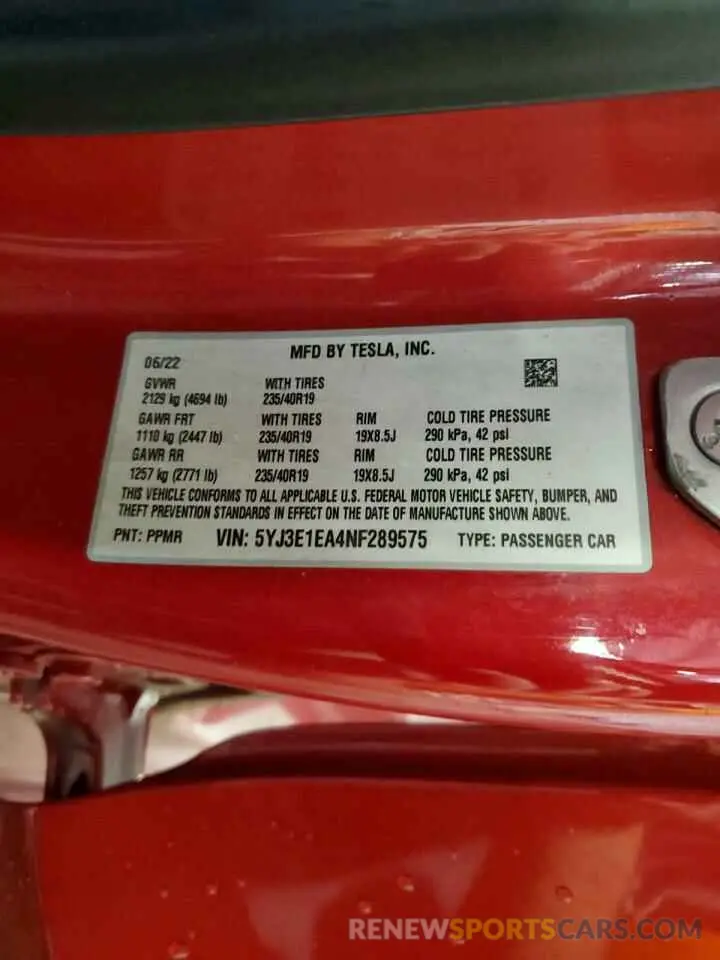 MFD BY TESLA, INC.
06/22
GVWR WITH TIRES
2129 kg (4694 lb) 235/40R19
GAWR FRT WITH TIRES RIM COLD TIRE PRESSURE
1110 kg (2447 lb) 235/40R19 19X8.5J 290 kPa, 42 psi
GAWR RR WITH TIRES RIM COLD TIRE PRESSURE
1257 kg (2771 lb) 235/40R19 19X8.5J 290 kPa, 42 psi
THIS VEHICLE CONFORMS TO ALL APPLICABLE U.S. FEDERAL MOTOR VEHICLE SAFETY, BUMPER, AND
THEFT PREVENTION STANDARDS IN EFFECT ON THE DATE OF MANUFACTURE SHOWN ABOVE.
PNT: PPMR VIN: 5YJ3E1EA4NF289575 TYPE: PASSENGER CAR
RENEWSPORTSCARS.COM